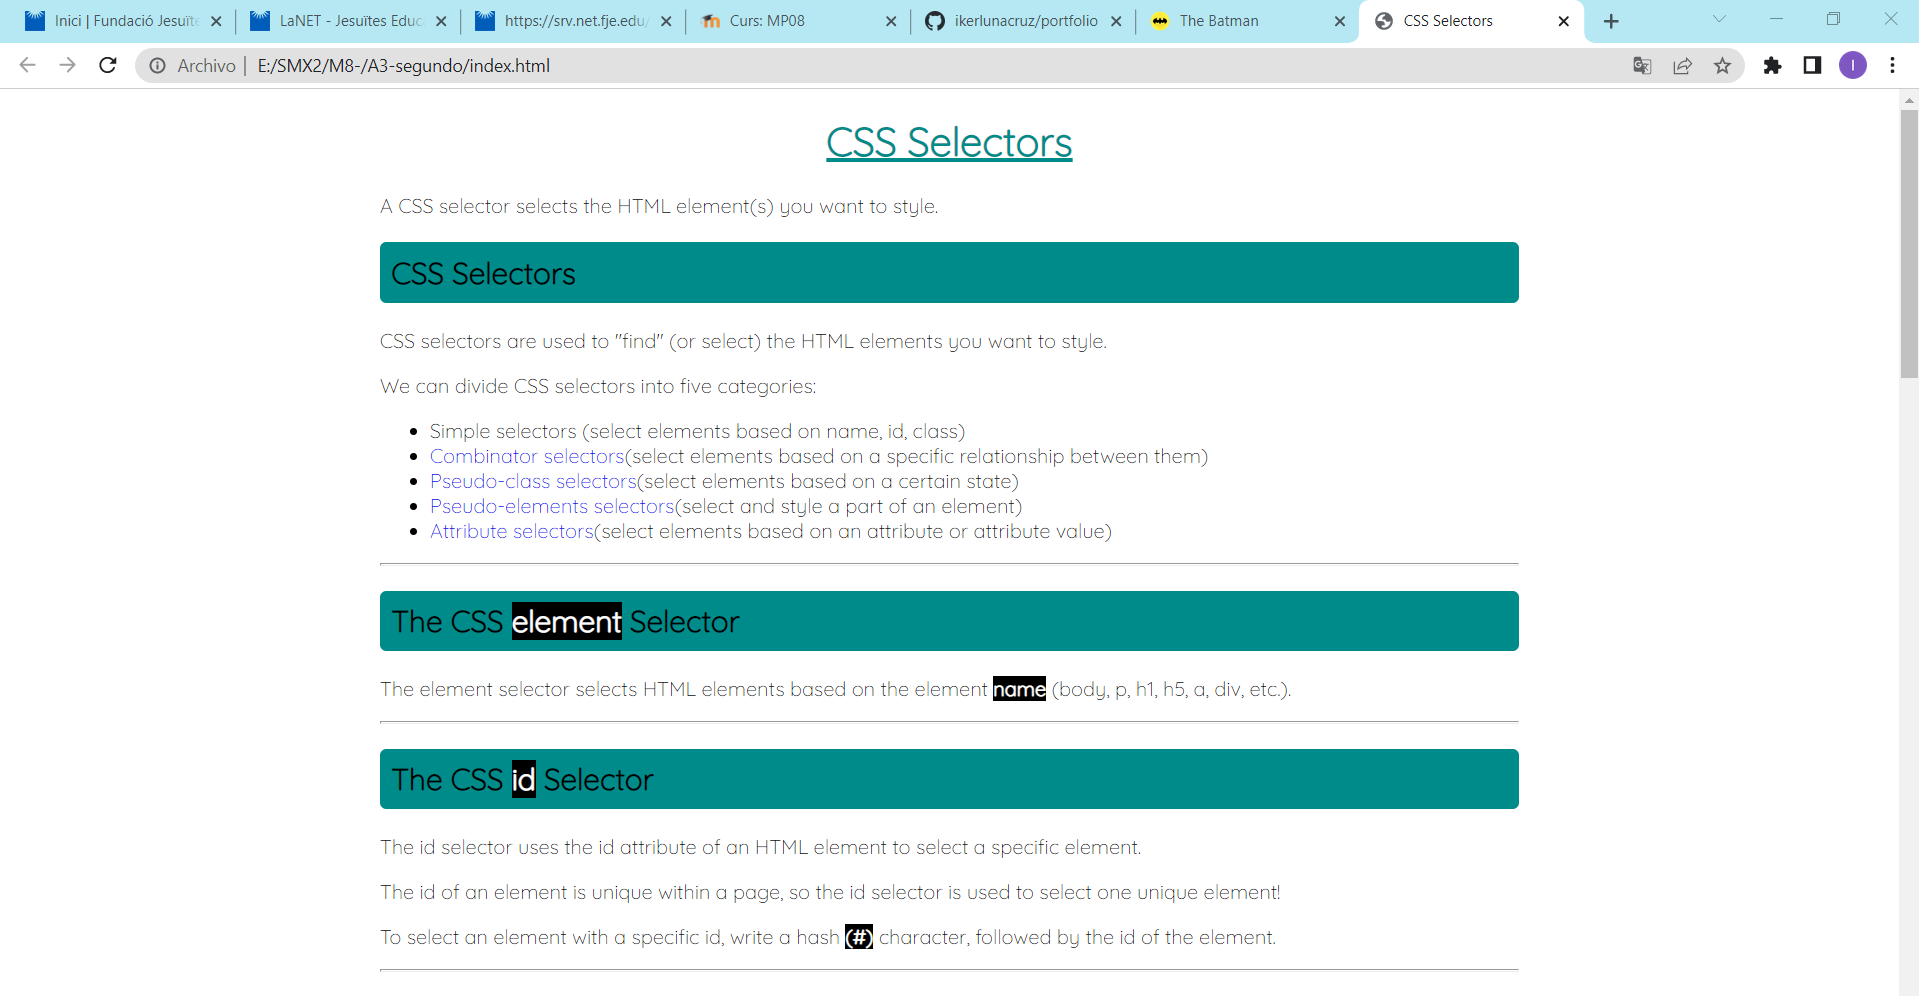 Inici | Fundació Jesuïte
LaNET - Jesuïtes Educ
https://srv.net.fje.edu/
Curs: MP08
ikerlunacruz/portfolio
The Batman
CSS Selectors
Archivo
E:/SMX2/M8-/A3-segundo/index.html
I
CSS Selectors
A CSS selector selects the HTML element(s) you want to style.
CSS Selectors
CSS selectors are used to "find" (or select) the HTML elements you want to style.
We can divide CSS selectors into five categories:
Simple selectors (select elements based on name, id, class)
Combinator selectors(select elements based on a specific relationship between them)
Pseudo-class selectors(select elements based on a certain state)
Pseudo-elements selectors(select and style a part of an element)
Attribute selectors(select elements based on an attribute or attribute value)
The CSS element Selector
The element selector selects HTML elements based on the element name (body, p, h1, h5, a, div, etc.).
The CSS id Selector
The id selector uses the id attribute of an HTML element to select a specific element.
The id of an element is unique within a page, so the id selector is used to select one unique element!
To select an element with a specific id, write a hash (#) character, followed by the id of the element.